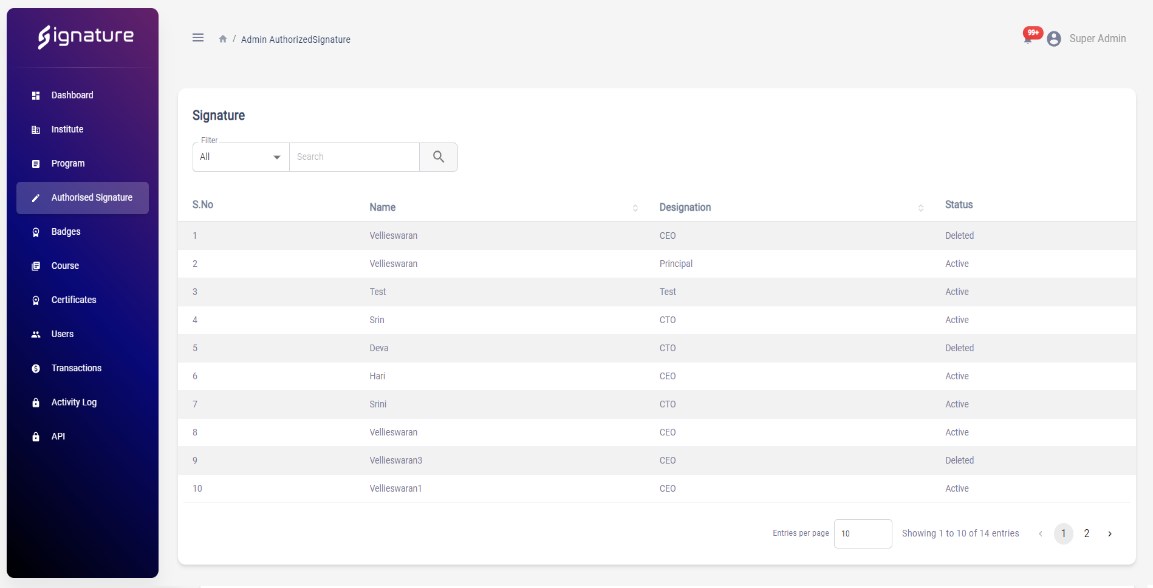 Signature
/ Admin AuthorizedSignature
99+
Super Admin
Dashboard
Institute
Program
Authorised Signature
Badges
Course
Certificates
Users
Transactions
Activity Log
API
Signature
Filter
All Search
S.No Name Designation Status
1 Vellieswaran CEO Deleted
2 Vellieswaran Principal Active
3 Test Test Active
4 Srin CTO Active
5 Deva CTO Deleted
6 Hari CEO Active
7 Srini CTO Active
8 Vellieswaran CEO Active
9 Vellieswaran3 CEO Deleted
10 Vellieswaran1 CEO Active
Entries per page 10 Showing 1 to 10 of 14 entries ‹ 1 2 ›